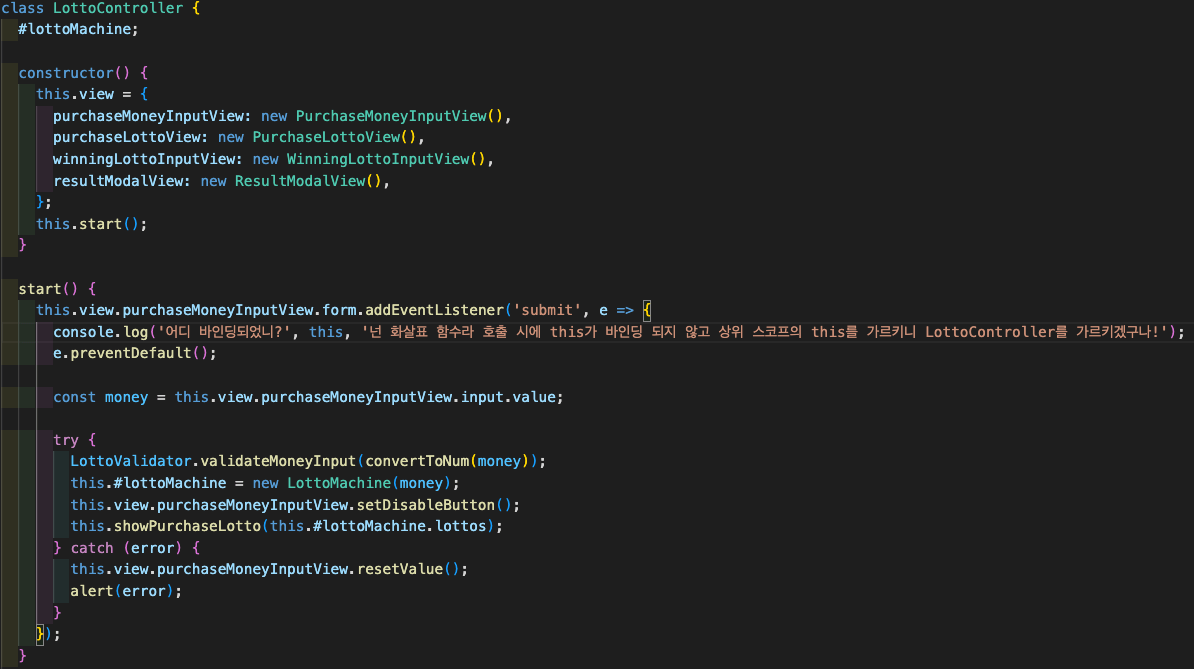 class LottoController {
  #lottoMachine;

  constructor() {
    this.view = {
      purchaseMoneyInputView: new PurchaseMoneyInputView(),
      purchaseLottoView: new PurchaseLottoView(),
      winningLottoInputView: new WinningLottoInputView(),
      resultModalView: new ResultModalView(),
    };
    this.start();
  }

  start() {
    this.view.purchaseMoneyInputView.form.addEventListener('submit', e => {
      console.log('어디 바인딩되었니?', this, '넌 화살표 함수라 호출 시에 this가 바인딩 되지 않고 상위 스코프의 this를 가르키니 LottoController를 가르키겠구나!');
      e.preventDefault();

      const money = this.view.purchaseMoneyInputView.input.value;

      try {
        LottoValidator.validateMoneyInput(convertToNum(money));
        this.#lottoMachine = new LottoMachine(money);
        this.view.purchaseMoneyInputView.setDisableButton();
        this.showPurchaseLotto(this.#lottoMachine.lottos);
      } catch (error) {
        this.view.purchaseMoneyInputView.resetValue();
        alert(error);
      }
    });
  }